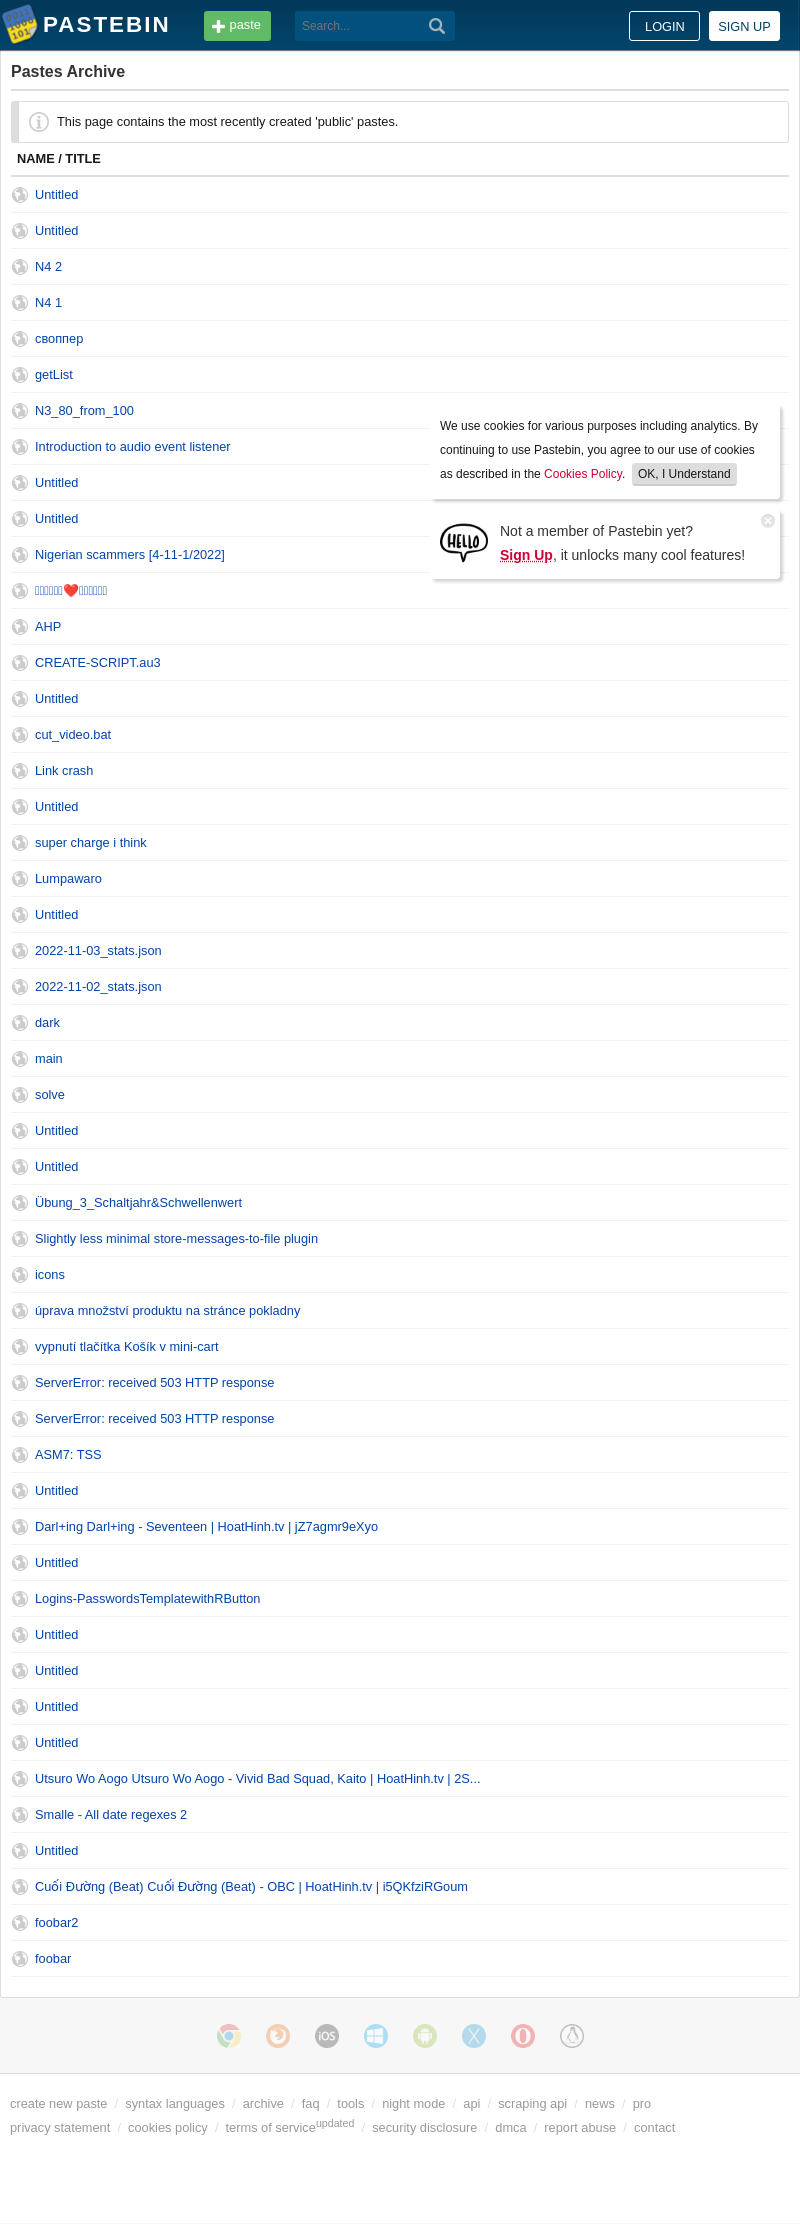 PASTEBIN
paste
Search...
LOGIN
SIGN UP
Pastes Archive
This page contains the most recently created 'public' pastes.
NAME / TITLE
Untitled
Untitled
N4 2
N4 1
своппер
getList
N3_80_from_100
Introduction to audio event listener
Untitled
Untitled
Nigerian scammers [4-11-1/2022]
❤️
AHP
CREATE-SCRIPT.au3
Untitled
cut_video.bat
Link crash
Untitled
super charge i think
Lumpawaro
Untitled
2022-11-03_stats.json
2022-11-02_stats.json
dark
main
solve
Untitled
Untitled
Übung_3_Schaltjahr&Schwellenwert
Slightly less minimal store-messages-to-file plugin
icons
úprava množství produktu na stránce pokladny
vypnutí tlačítka Košík v mini-cart
ServerError: received 503 HTTP response
ServerError: received 503 HTTP response
ASM7: TSS
Untitled
Darl+ing Darl+ing - Seventeen | HoatHinh.tv | jZ7agmr9eXyo
Untitled
Logins-PasswordsTemplatewithRButton
Untitled
Untitled
Untitled
Untitled
Utsuro Wo Aogo Utsuro Wo Aogo - Vivid Bad Squad, Kaito | HoatHinh.tv | 2S...
Smalle - All date regexes 2
Untitled
Cuối Đường (Beat) Cuối Đường (Beat) - OBC | HoatHinh.tv | i5QKfziRGoum
foobar2
foobar
We use cookies for various purposes including analytics. By
continuing to use Pastebin, you agree to our use of cookies
as described in the Cookies Policy. OK, I Understand
HELLO
Not a member of Pastebin yet?
Sign Up, it unlocks many cool features!
iOS
create new paste / syntax languages / archive / faq / tools / night mode / api / scraping api / news / pro
privacy statement / cookies policy / terms of service updated / security disclosure / dmca / report abuse / contact